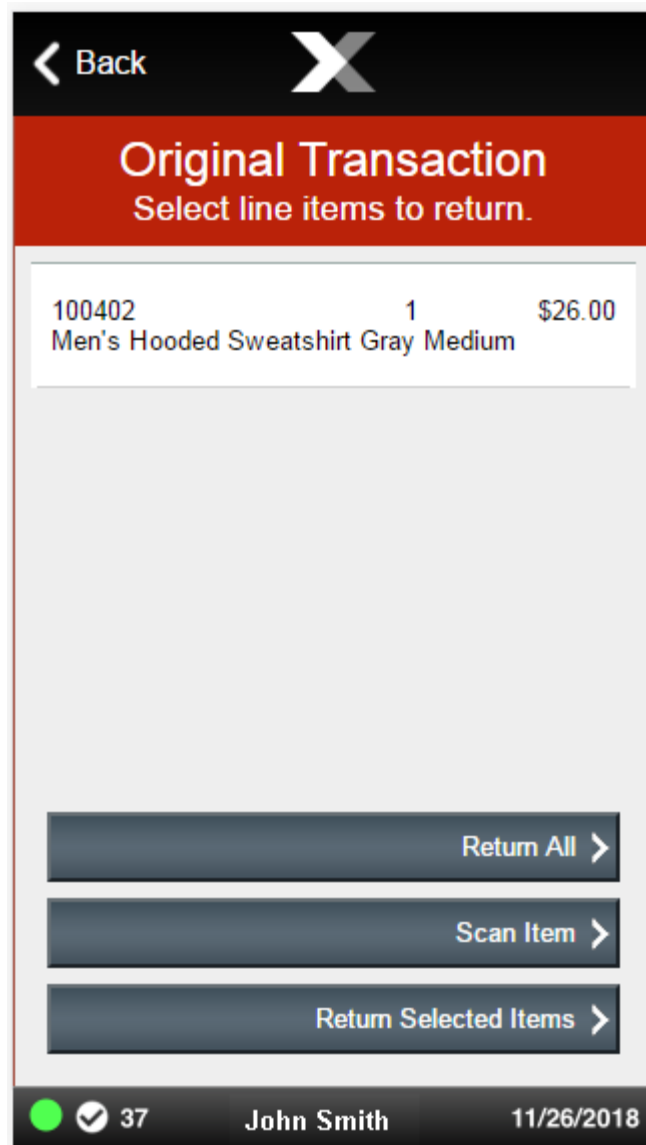 Back
Original Transaction
Select line items to return.
100402 1 $26.00
Men's Hooded Sweatshirt Gray Medium
Return All
Scan Item
Return Selected Items
37 John Smith 11/26/2018